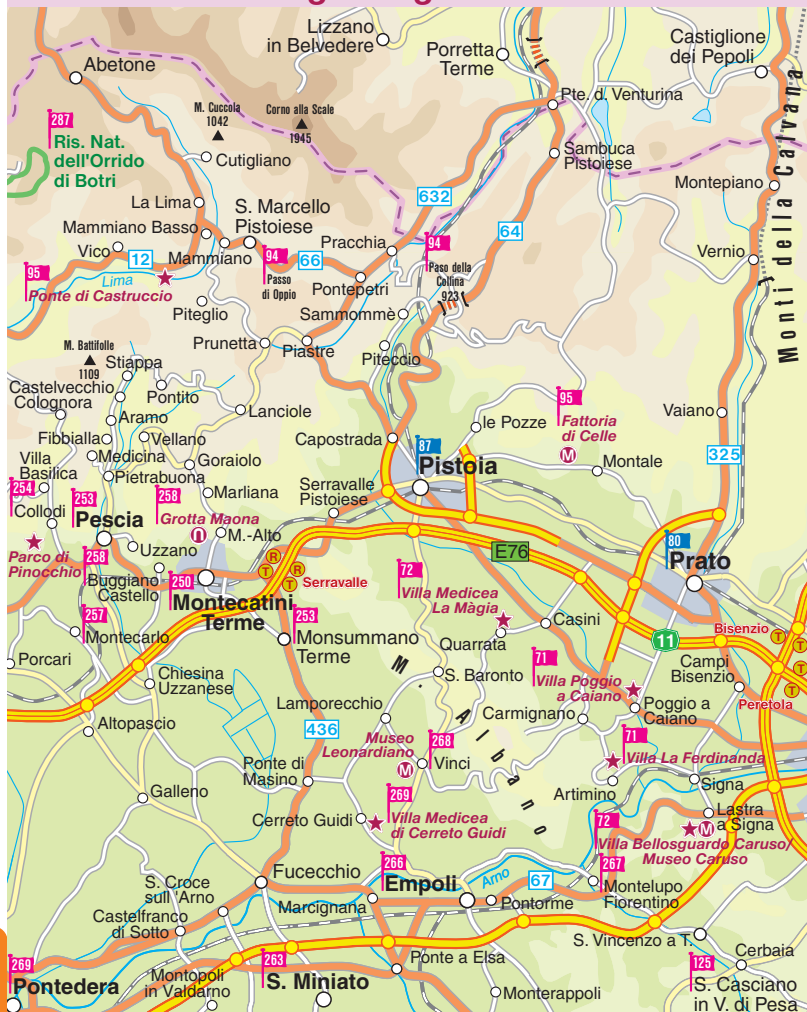 Lizzano
in Belvedere
Porretta
Terme
Castiglione
dei Pepoli
Abetone
Pte. d. Venturina
M. Cuccola
1042
Corno alla Scale
1945
287
Ris. Nat.
dell'Orrido
di Botri
Cutigliano
Sambuca
Pistoiese
Monti della Calvana
Montepiano
La Lima
632
S. Marcello
Pistoiese
Mammiano Basso
64
Vico
12
Mammiano
94
66
Pracchia
94
Vernio
95
Lima
Ponte di Castruccio
Passo
di Oppio
Pontepetri
Paso della
Collina
923
Piteglio
Sammommè
M. Battifolle
1109
Prunetta
Piastre
Piteccio
Stiappa
Castelvecchio
Colognora
Pontito
Lanciole
95
Fattoria
di Celle
M
Aramo
le Pozze
Vaiano
Fibbialla
Vellano
Capostrada
87
Pistoia
325
Villa
Basilica
Medicina
Goraiolo
Montale
Pietrabuona
254
253
258
Marliana
Serravalle
Pistoiese
Collodi
Pescia
Grotta Maona
M.-Alto
80
Prato
E76
Parco di
Pinocchio
258
Uzzano
R
T
R
T
Serravalle
72
Villa Medicea
La Màgia
Buggiano
Castello
250
Montecatini
Terme
257
Montecarlo
253
Monsummano
Terme
Casini
Quarrata
11
Bisenzio
T
T
Porcari
M. Albano
71
Villa Poggio
a Caiano
Campi
Bisenzio
Chiesina
Uzzanese
S. Baronto
T
T
Peretola
Lamporecchio
Carmignano
Poggio a
Caiano
Altopascio
436
Museo
Leonardiano
M
268
Vinci
71
Villa La Ferdinanda
Ponte di
Masino
Artimino
Signa
Galleno
269
Villa Medicea
di Cerreto Guidi
Cerreto Guidi
Lastra
a Signa
72
M
Villa Bellosguardo Caruso/
Museo Caruso
266
Empoli
Fucecchio
Arno
67
267
Montelupo
Fiorentino
S. Croce
sull'Arno
Marcignana
Pontorme
Castelfranco
di Sotto
S. Vincenzo a T.
269
Pontedera
Montopoli
in Valdarno
263
S. Miniato
Ponte a Elsa
Cerbaia
125
S. Casciano
in V. di Pesa
Monterappoli